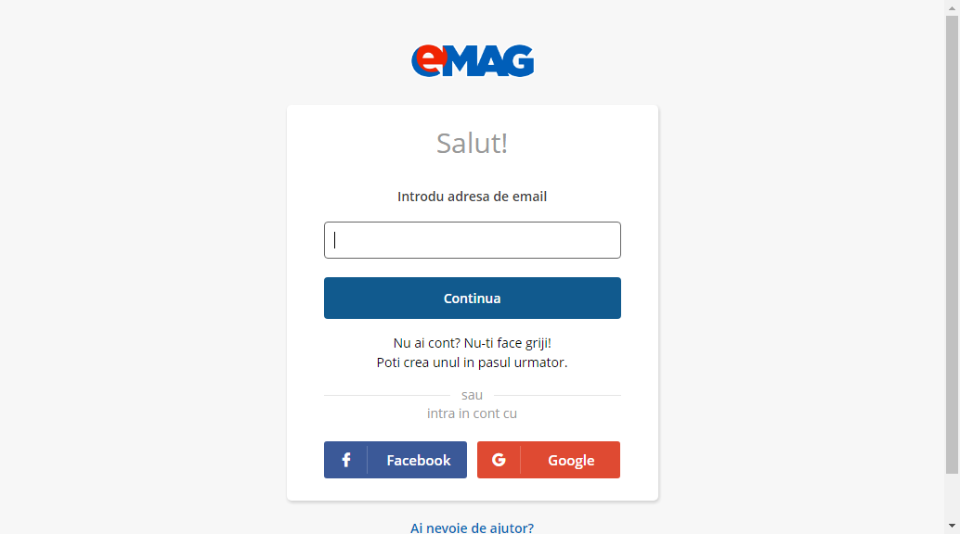 eMAG
Salut!
Introdu adresa de email
Continua
Nu ai cont? Nu-ti face griji!
Poti crea unul in pasul urmator.
sau
intra in cont cu
Facebook
Google
Ai nevoie de ajutor?